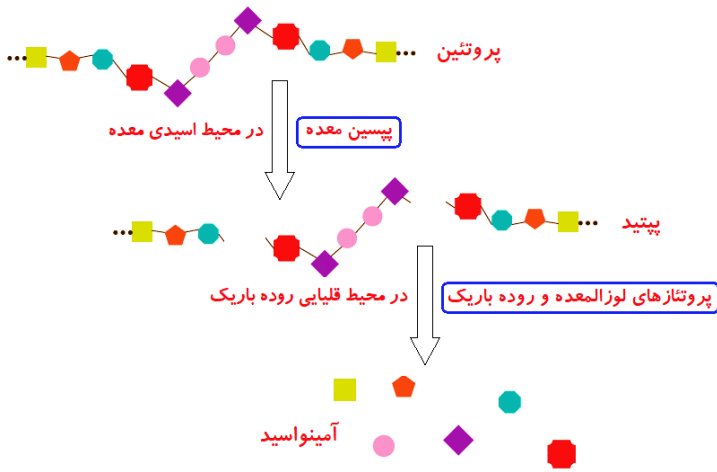 پروتئین
پپسین معده
در محیط اسیدی معده
پپتید
پروتئازهای لوزالمعده و روده باریک
در محیط قلیایی روده باریک
آمینواسید